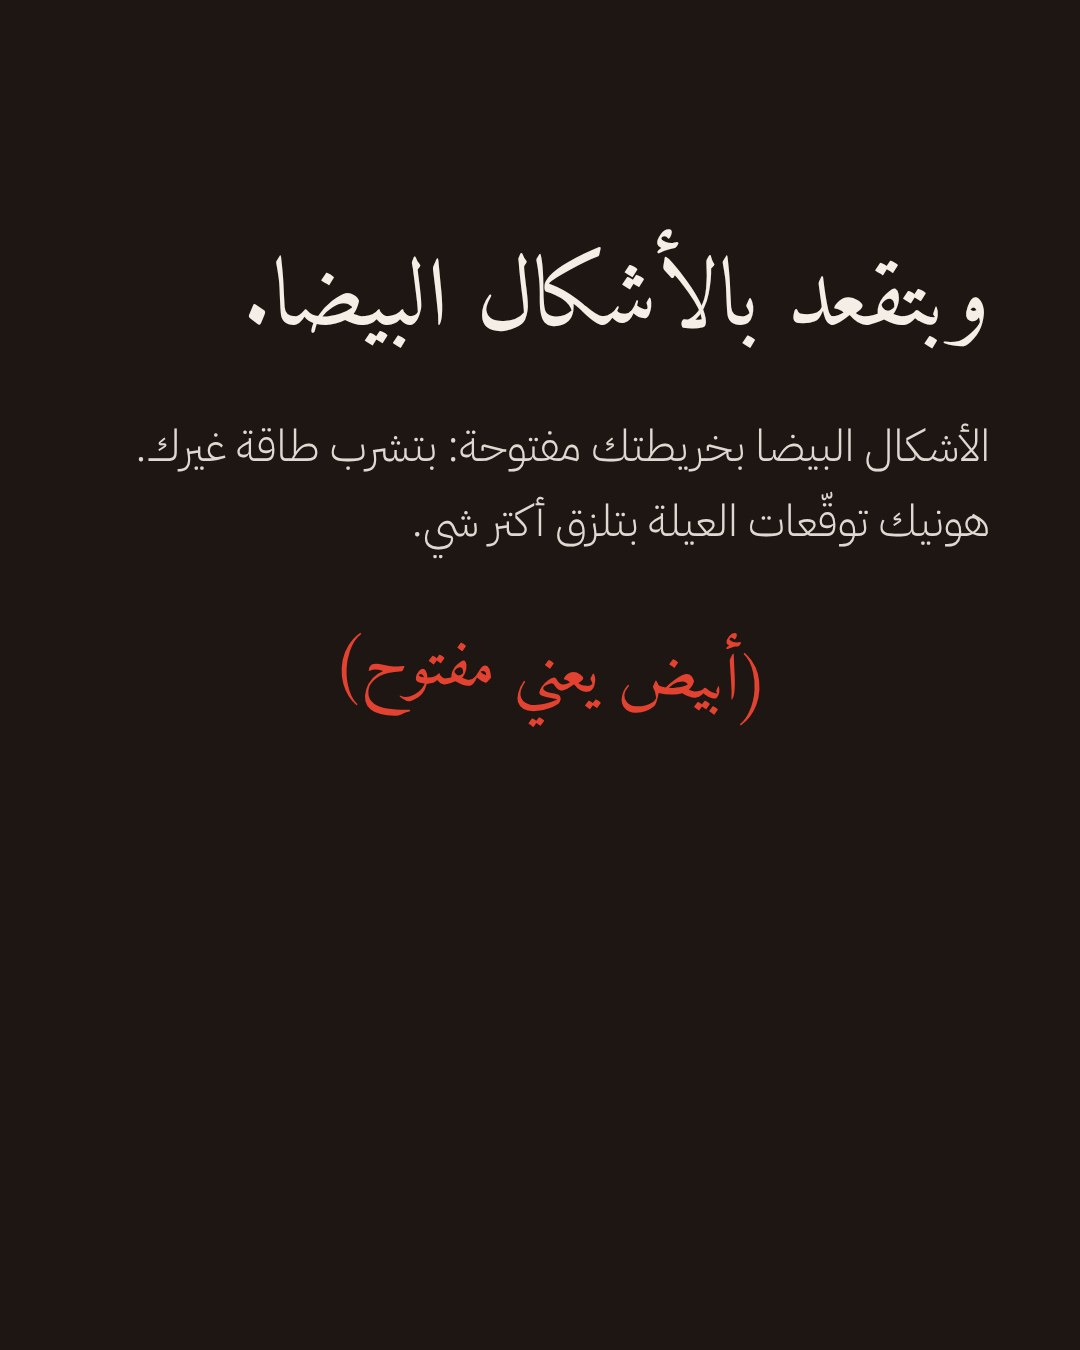 وبتقعد بالأشكال البيضا.
الأشكال البيضا بخريطتك مفتوحة: بتشرب طاقة غيرك.
هونيك توقّعات العيلة بتلزق أكتر شي.
(أبيض يعني مفتوح)